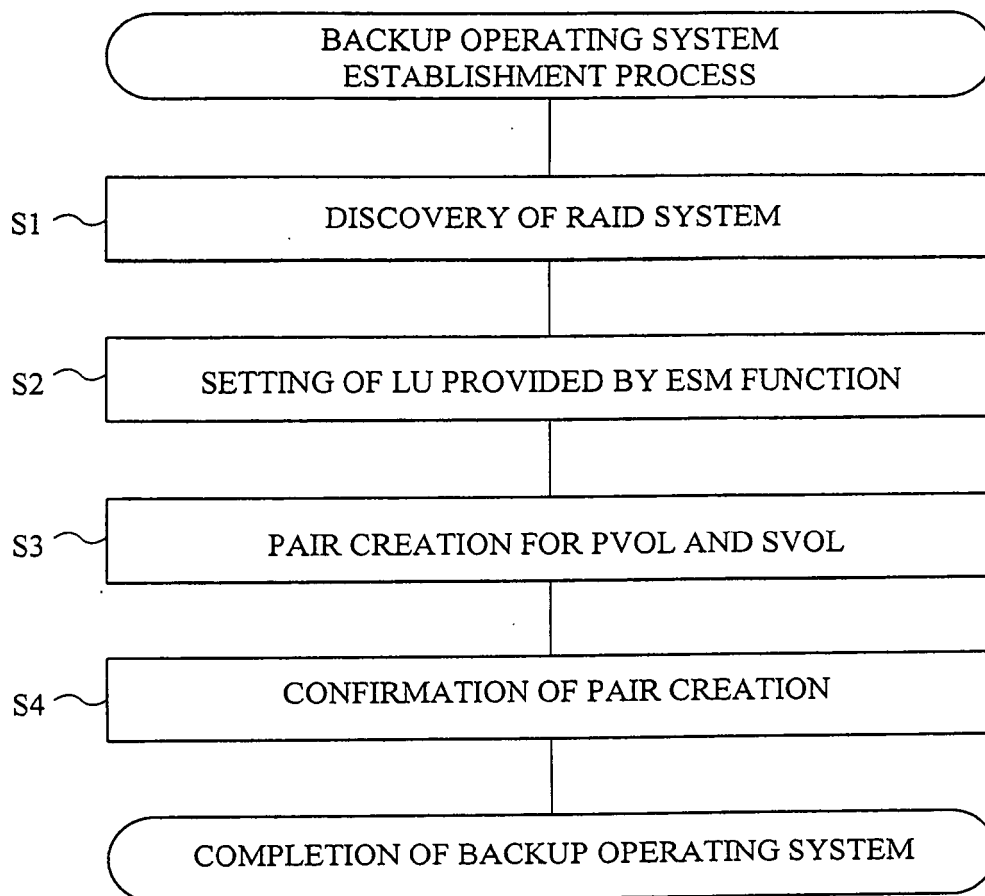 BACKUP OPERATING SYSTEM
ESTABLISHMENT PROCESS
S1
DISCOVERY OF RAID SYSTEM
S2
SETTING OF LU PROVIDED BY ESM FUNCTION
S3
PAIR CREATION FOR PVOL AND SVOL
S4
CONFIRMATION OF PAIR CREATION
COMPLETION OF BACKUP OPERATING SYSTEM